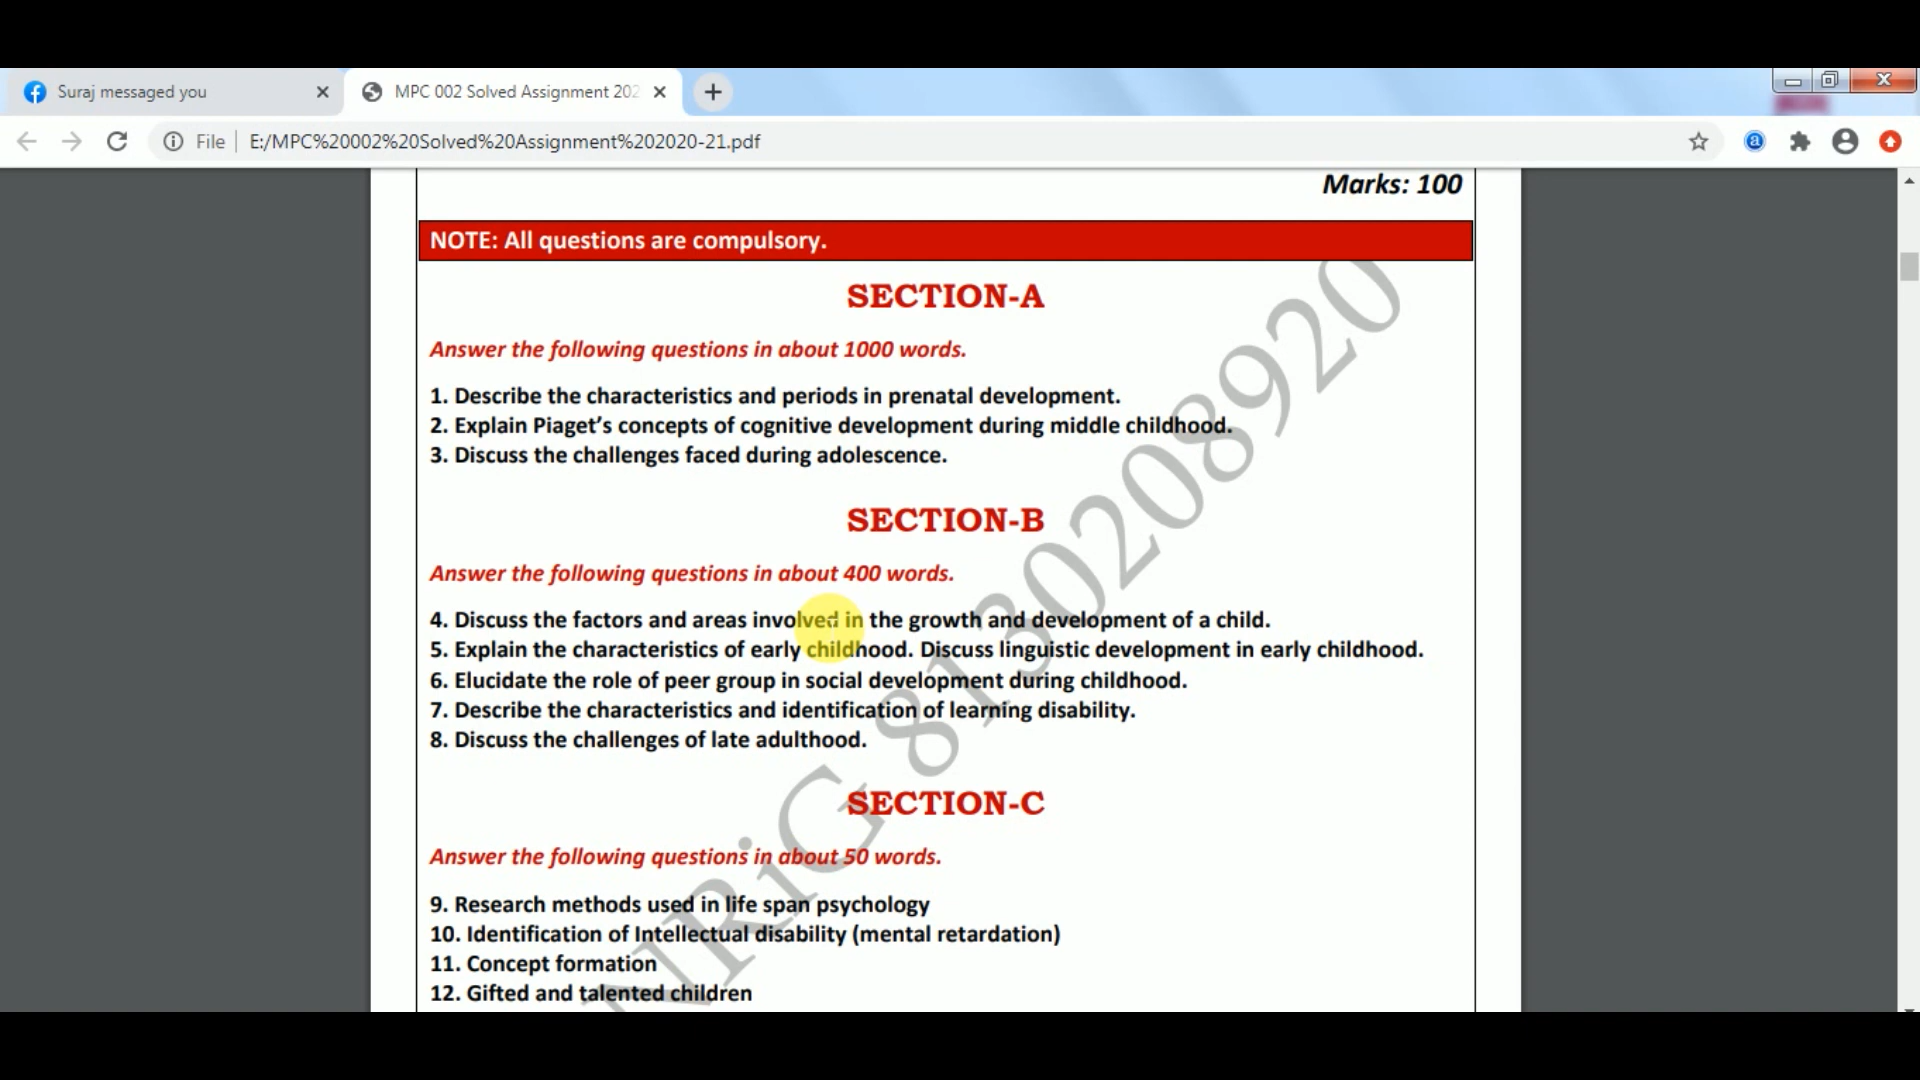 Suraj messaged you
MPC 002 Solved Assignment 202
File
E:/MPC%20002%20Solved%20Assignment%202020-21.pdf
Marks: 100
NOTE: All questions are compulsory.
SECTION-A
Answer the following questions in about 1000 words.
1. Describe the characteristics and periods in prenatal development.
2. Explain Piaget's concepts of cognitive development during middle childhood.
3. Discuss the challenges faced during adolescence.
SECTION-B
Answer the following questions in about 400 words.
4. Discuss the factors and areas involved in the growth and development of a child.
5. Explain the characteristics of early childhood. Discuss linguistic development in early childhood.
6. Elucidate the role of peer group in social development during childhood.
7. Describe the characteristics and identification of learning disability.
8. Discuss the challenges of late adulthood.
SECTION-C
Answer the following questions in about 50 words.
9. Research methods used in life span psychology
10. Identification of Intellectual disability (mental retardation)
11. Concept formation
12. Gifted and talented children
NRiG 8130208920